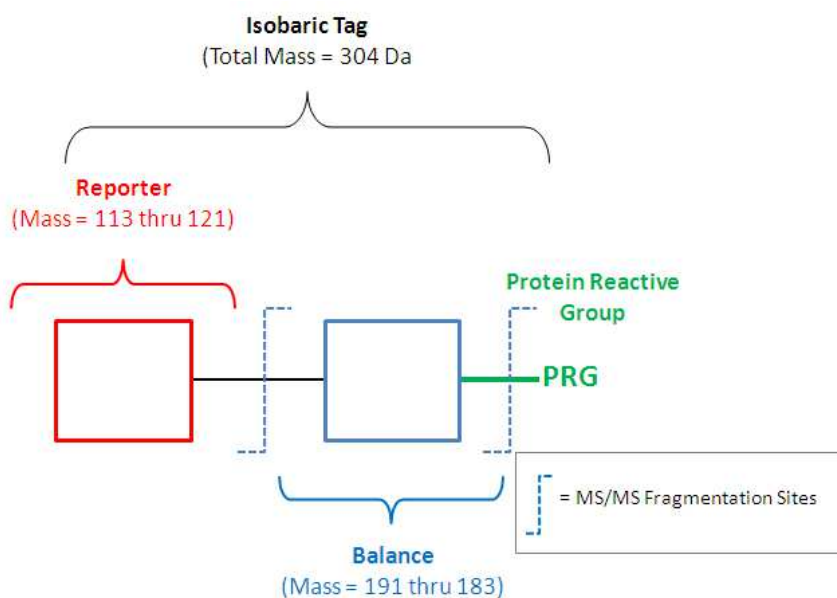 Isobaric Tag
(Total Mass = 304 Da
Reporter
(Mass = 113 thru 121)
Protein Reactive
Group
PRG
= MS/MS Fragmentation Sites
Balance
(Mass = 191 thru 183)